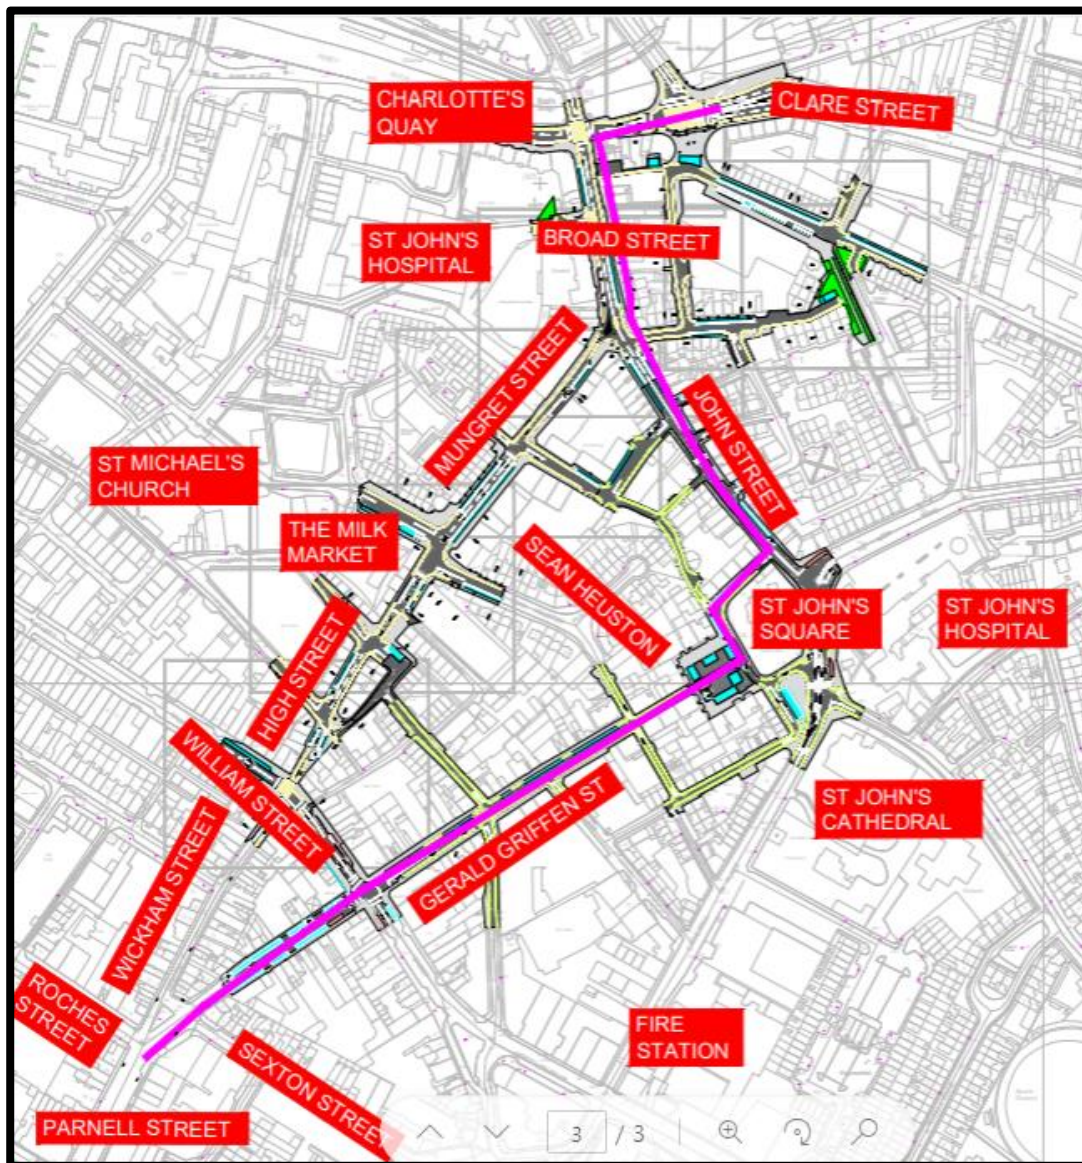 CHARLOTTE'S
QUAY
CLARE STREET
ST JOHN'S
HOSPITAL
BROAD STREET
MUNGRET STREET
JOHN STREET
ST MICHAEL'S
CHURCH
THE MILK
MARKET
SEAN HEUSTON
ST JOHN'S
SQUARE
ST JOHN'S
HOSPITAL
HIGH STREET
WILLIAM STREET
ST JOHN'S
CATHEDRAL
GERALD GRIFFEN ST
WICKHAM STREET
ROCHES
STREET
FIRE
STATION
SEXTON STREET
PARNELL STREET
3 / 3